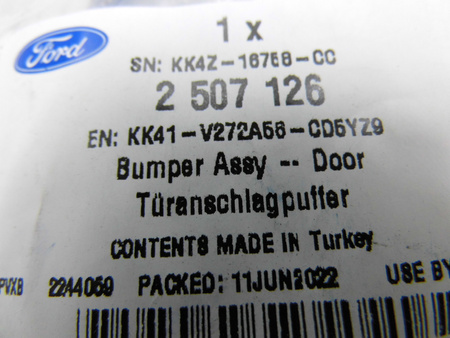 Ford
1 x
SN: KK4Z-16758-CC
2 507 126
EN: KK41-V272A56-CD5YZ9
Bumper Assy -- Door
Türanschlagpuffer
CONTENTS MADE IN Turkey
PVXB 2244059 PACKED: 11JUN2022 USE BY